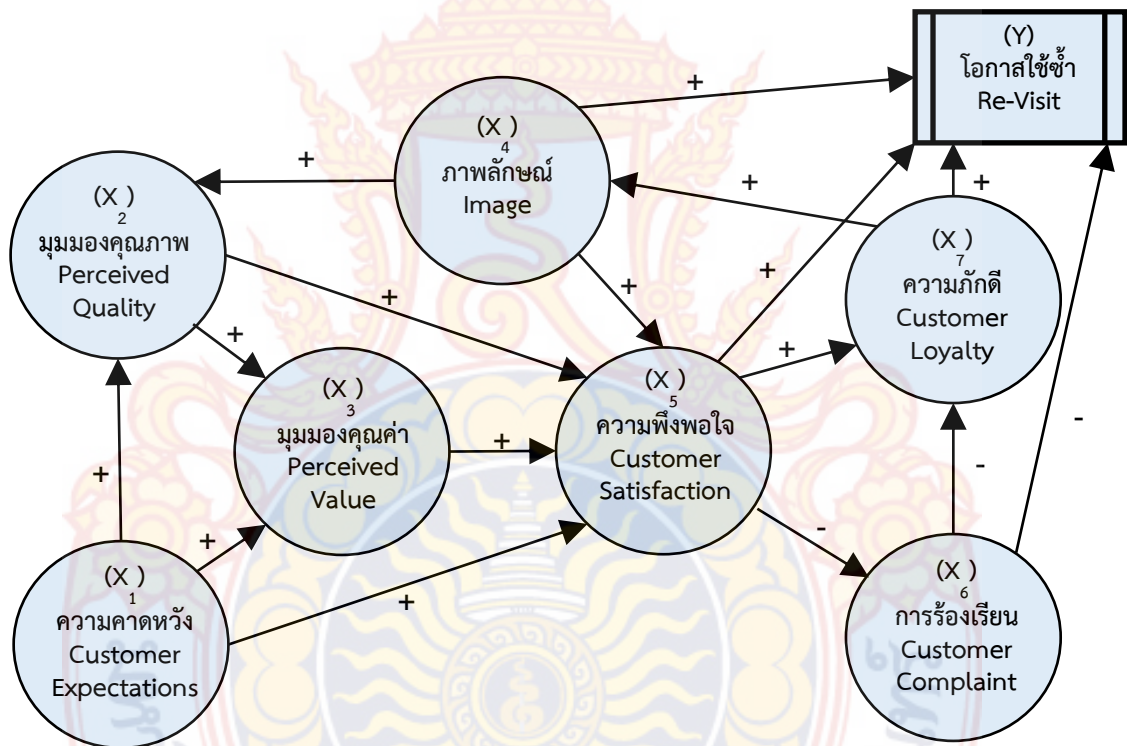 (Y)
โอกาสใช้ซ้ำ
Re-Visit
+
(X )
4
ภาพลักษณ์
Image
+
+
(X )
2
มุมมองคุณภาพ
Perceived
Quality
+
(X )
7
ความภักดี
Customer
Loyalty
+
+
+
+
+
+
(X )
3
มุมมองคุณค่า
Perceived
Value
+
(X )
5
ความพึงพอใจ
Customer
Satisfaction
-
-
+
+
-
+
(X )
1
ความคาดหวัง
Customer
Expectations
(X )
6
การร้องเรียน
Customer
Complaint